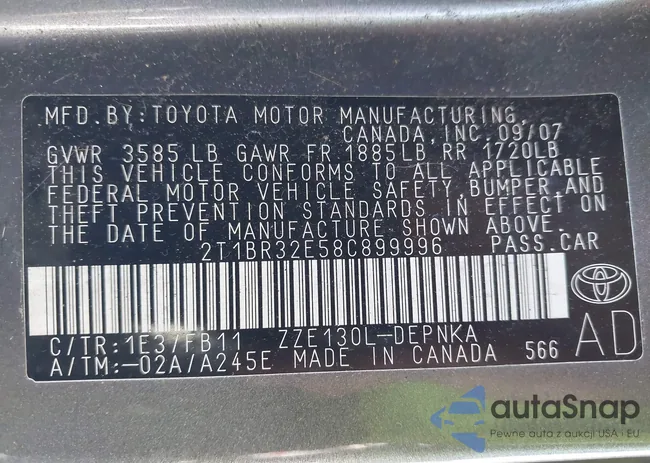 MFD.BY:TOYOTA MOTOR MANUFACTURING,
CANADA, INC. 09/07
GVWR 3585 LB GAWR FR 1885LB RR 1720LB
THIS VEHICLE CONFORMS TO ALL APPLICABLE
FEDERAL MOTOR VEHICLE SAFETY,BUMPER,AND
THEFT PREVENTION STANDARDS IN EFFECT ON
THE DATE OF MANUFACTURE SHOWN ABOVE.
2T1BR32E58C899996 PASS.CAR
C/TR:1E3/FB11 ZZE130L-DEPNKA
A/TM:-02A/A245E MADE IN CANADA 566
AD
autaSnap
Pewne auta z aukcji USA i EU